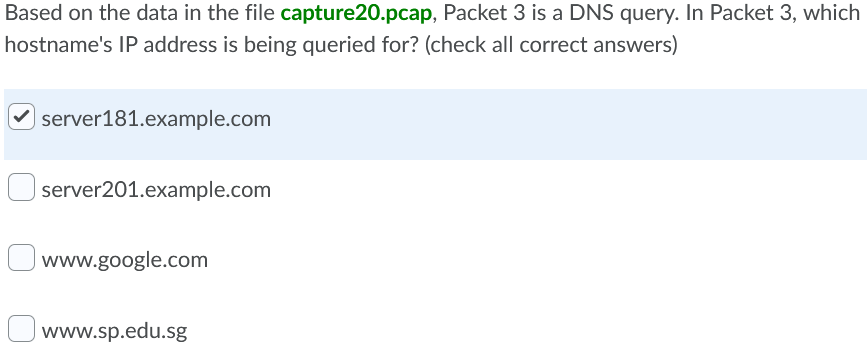 Based on the data in the file capture20.pcap, Packet 3 is a DNS query. In Packet 3, which
hostname's IP address is being queried for? (check all correct answers)
server181.example.com
server201.example.com
www.google.com
www.sp.edu.sg